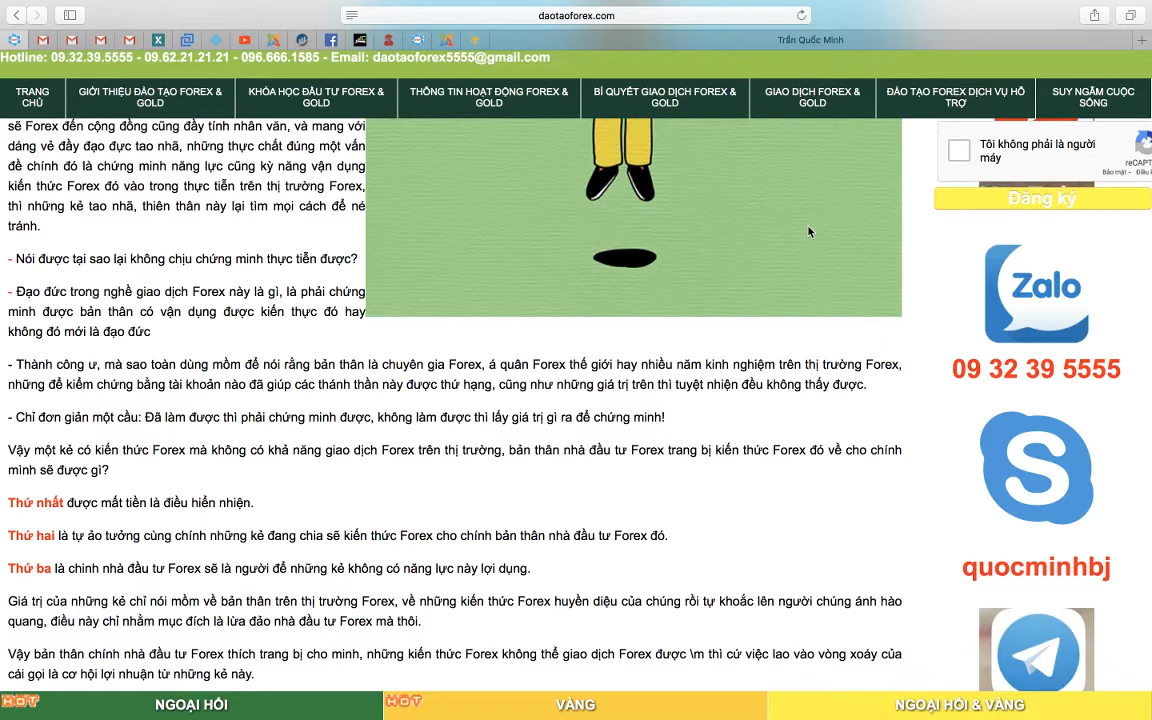 daotaoforex.com
Trần Quốc Minh
Hotline: 09.32.39.5555 - 09.62.21.21.21 - 096.666.1585 - Email: daotaoforex5555@gmail.com
TRANG CHỦ
GIỚI THIỆU ĐÀO TẠO FOREX & GOLD
KHÓA HỌC ĐẦU TƯ FOREX & GOLD
THÔNG TIN HOẠT ĐỘNG FOREX & GOLD
BÍ QUYẾT GIAO DỊCH FOREX & GOLD
GIAO DỊCH FOREX & GOLD
ĐÀO TẠO FOREX DỊCH VỤ HỖ TRỢ
SUY NGẪM CUỘC SỐNG
sẽ Forex đến cộng đồng cũng đầy tính nhân văn, và mang với
dáng vẻ đầy đạo đực tao nhã, những thực chất đúng một vấn
đề chính đó là chứng minh năng lực cũng kỳ năng vận dụng
kiến thức Forex đó vào trong thực tiễn trên thị trường Forex,
thì những kẻ tao nhã, thiên thân này lại tìm mọi cách để né
tránh.
- Nói được tại sao lại không chịu chứng minh thực tiễn được?
- Đạo đức trong nghề giao dịch Forex này là gì, là phải chứng
minh được bản thân có vận dụng được kiến thực đó hay
không đó mới là đạo đức
- Thành công ư, mà sao toàn dùng mồm để nói rằng bản thân là chuyên gia Forex, á quân Forex thế giới hay nhiều năm kinh nghiệm trên thị trường Forex,
những để kiểm chứng bằng tài khoản nào đã giúp các thánh thần này được thứ hạng, cũng như những giá trị trên thì tuyệt nhiện đều không thấy được.
- Chỉ đơn giản một cầu: Đã làm được thì phải chứng minh được, không làm được thì lấy giá trị gì ra để chứng minh!
Vậy một kẻ có kiến thức Forex mà không có khả năng giao dịch Forex trên thị trường, bản thân nhà đầu tư Forex trang bị kiến thức Forex đó về cho chính
mình sẽ được gì?
Thứ nhất được mất tiền là điều hiển nhiện.
Thứ hai là tự ảo tưởng cùng chính những kẻ đang chia sẽ kiến thức Forex cho chính bản thân nhà đầu tư Forex đó.
Thứ ba là chinh nhà đầu tư Forex sẽ là người để những kẻ không có năng lực này lợi dụng.
Giá trị của những kẻ chỉ nói mồm về bản thân trên thị trường Forex, về những kiến thức Forex huyền diệu của chúng rồi tự khoắc lên người chúng ánh hào
quang, điều này chỉ nhằm mục đích là lừa đảo nhà đầu tư Forex mà thôi.
Vậy bản thân chính nhà đầu tư Forex thích trang bị cho minh, những kiến thức Forex không thể giao dịch Forex được \m thì cứ việc lao vào vòng xoáy của
cái gọi là cơ hội lợi nhuận từ những kẻ này.
Tôi không phải là người
máy
reCAPT
Bảo mật - Điều k
Đăng ký
Zalo
09 32 39 5555
quocminhbj
HOT NGOẠI HỐI
HOT VÀNG
NGOẠI HỐI & VÀNG